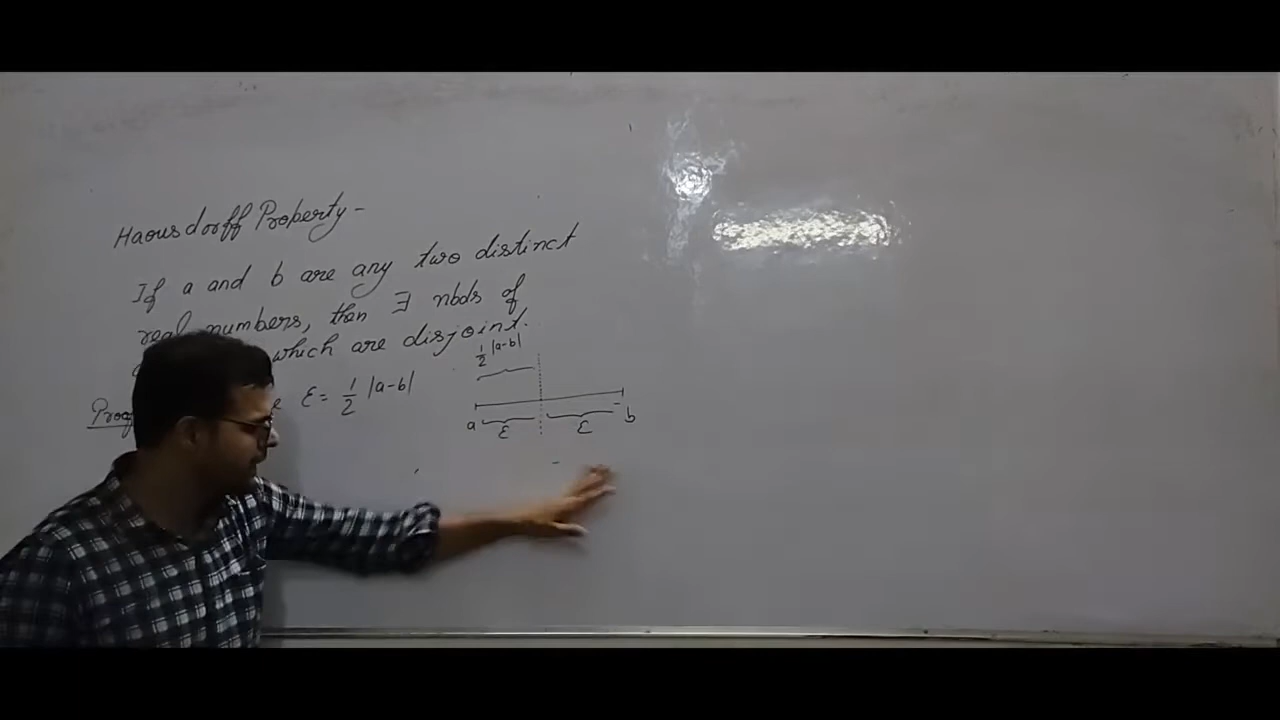 Haousdorff Property-
If a and b are any two distinct
real numbers, then ∃ nbds of
which are disjoint.
ε = 1/2 |a-b|
1/2 |a-b|
a ε ε b